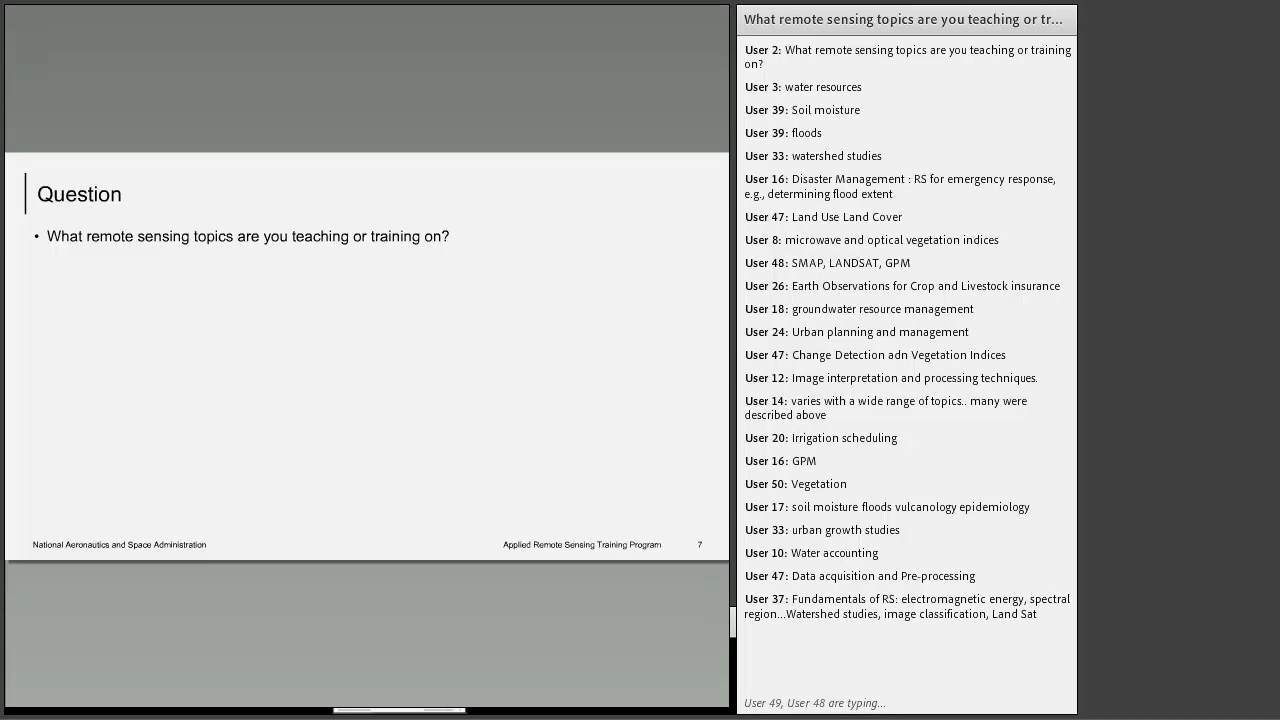 Question
• What remote sensing topics are you teaching or training on?
National Aeronautics and Space Administration
Applied Remote Sensing Training Program
7
What remote sensing topics are you teaching or tr...
User 2: What remote sensing topics are you teaching or training
on?
User 3: water resources
User 39: Soil moisture
User 39: floods
User 33: watershed studies
User 16: Disaster Management : RS for emergency response,
e.g., determining flood extent
User 47: Land Use Land Cover
User 8: microwave and optical vegetation indices
User 48: SMAP, LANDSAT, GPM
User 26: Earth Observations for Crop and Livestock insurance
User 18: groundwater resource management
User 24: Urban planning and management
User 47: Change Detection adn Vegetation Indices
User 12: Image interpretation and processing techniques.
User 14: varies with a wide range of topics.. many were
described above
User 20: Irrigation scheduling
User 16: GPM
User 50: Vegetation
User 17: soil moisture floods vulcanology epidemiology
User 33: urban growth studies
User 10: Water accounting
User 47: Data acquisition and Pre-processing
User 37: Fundamentals of RS: electromagnetic energy, spectral
region...Watershed studies, image classification, Land Sat
User 49, User 48 are typing...